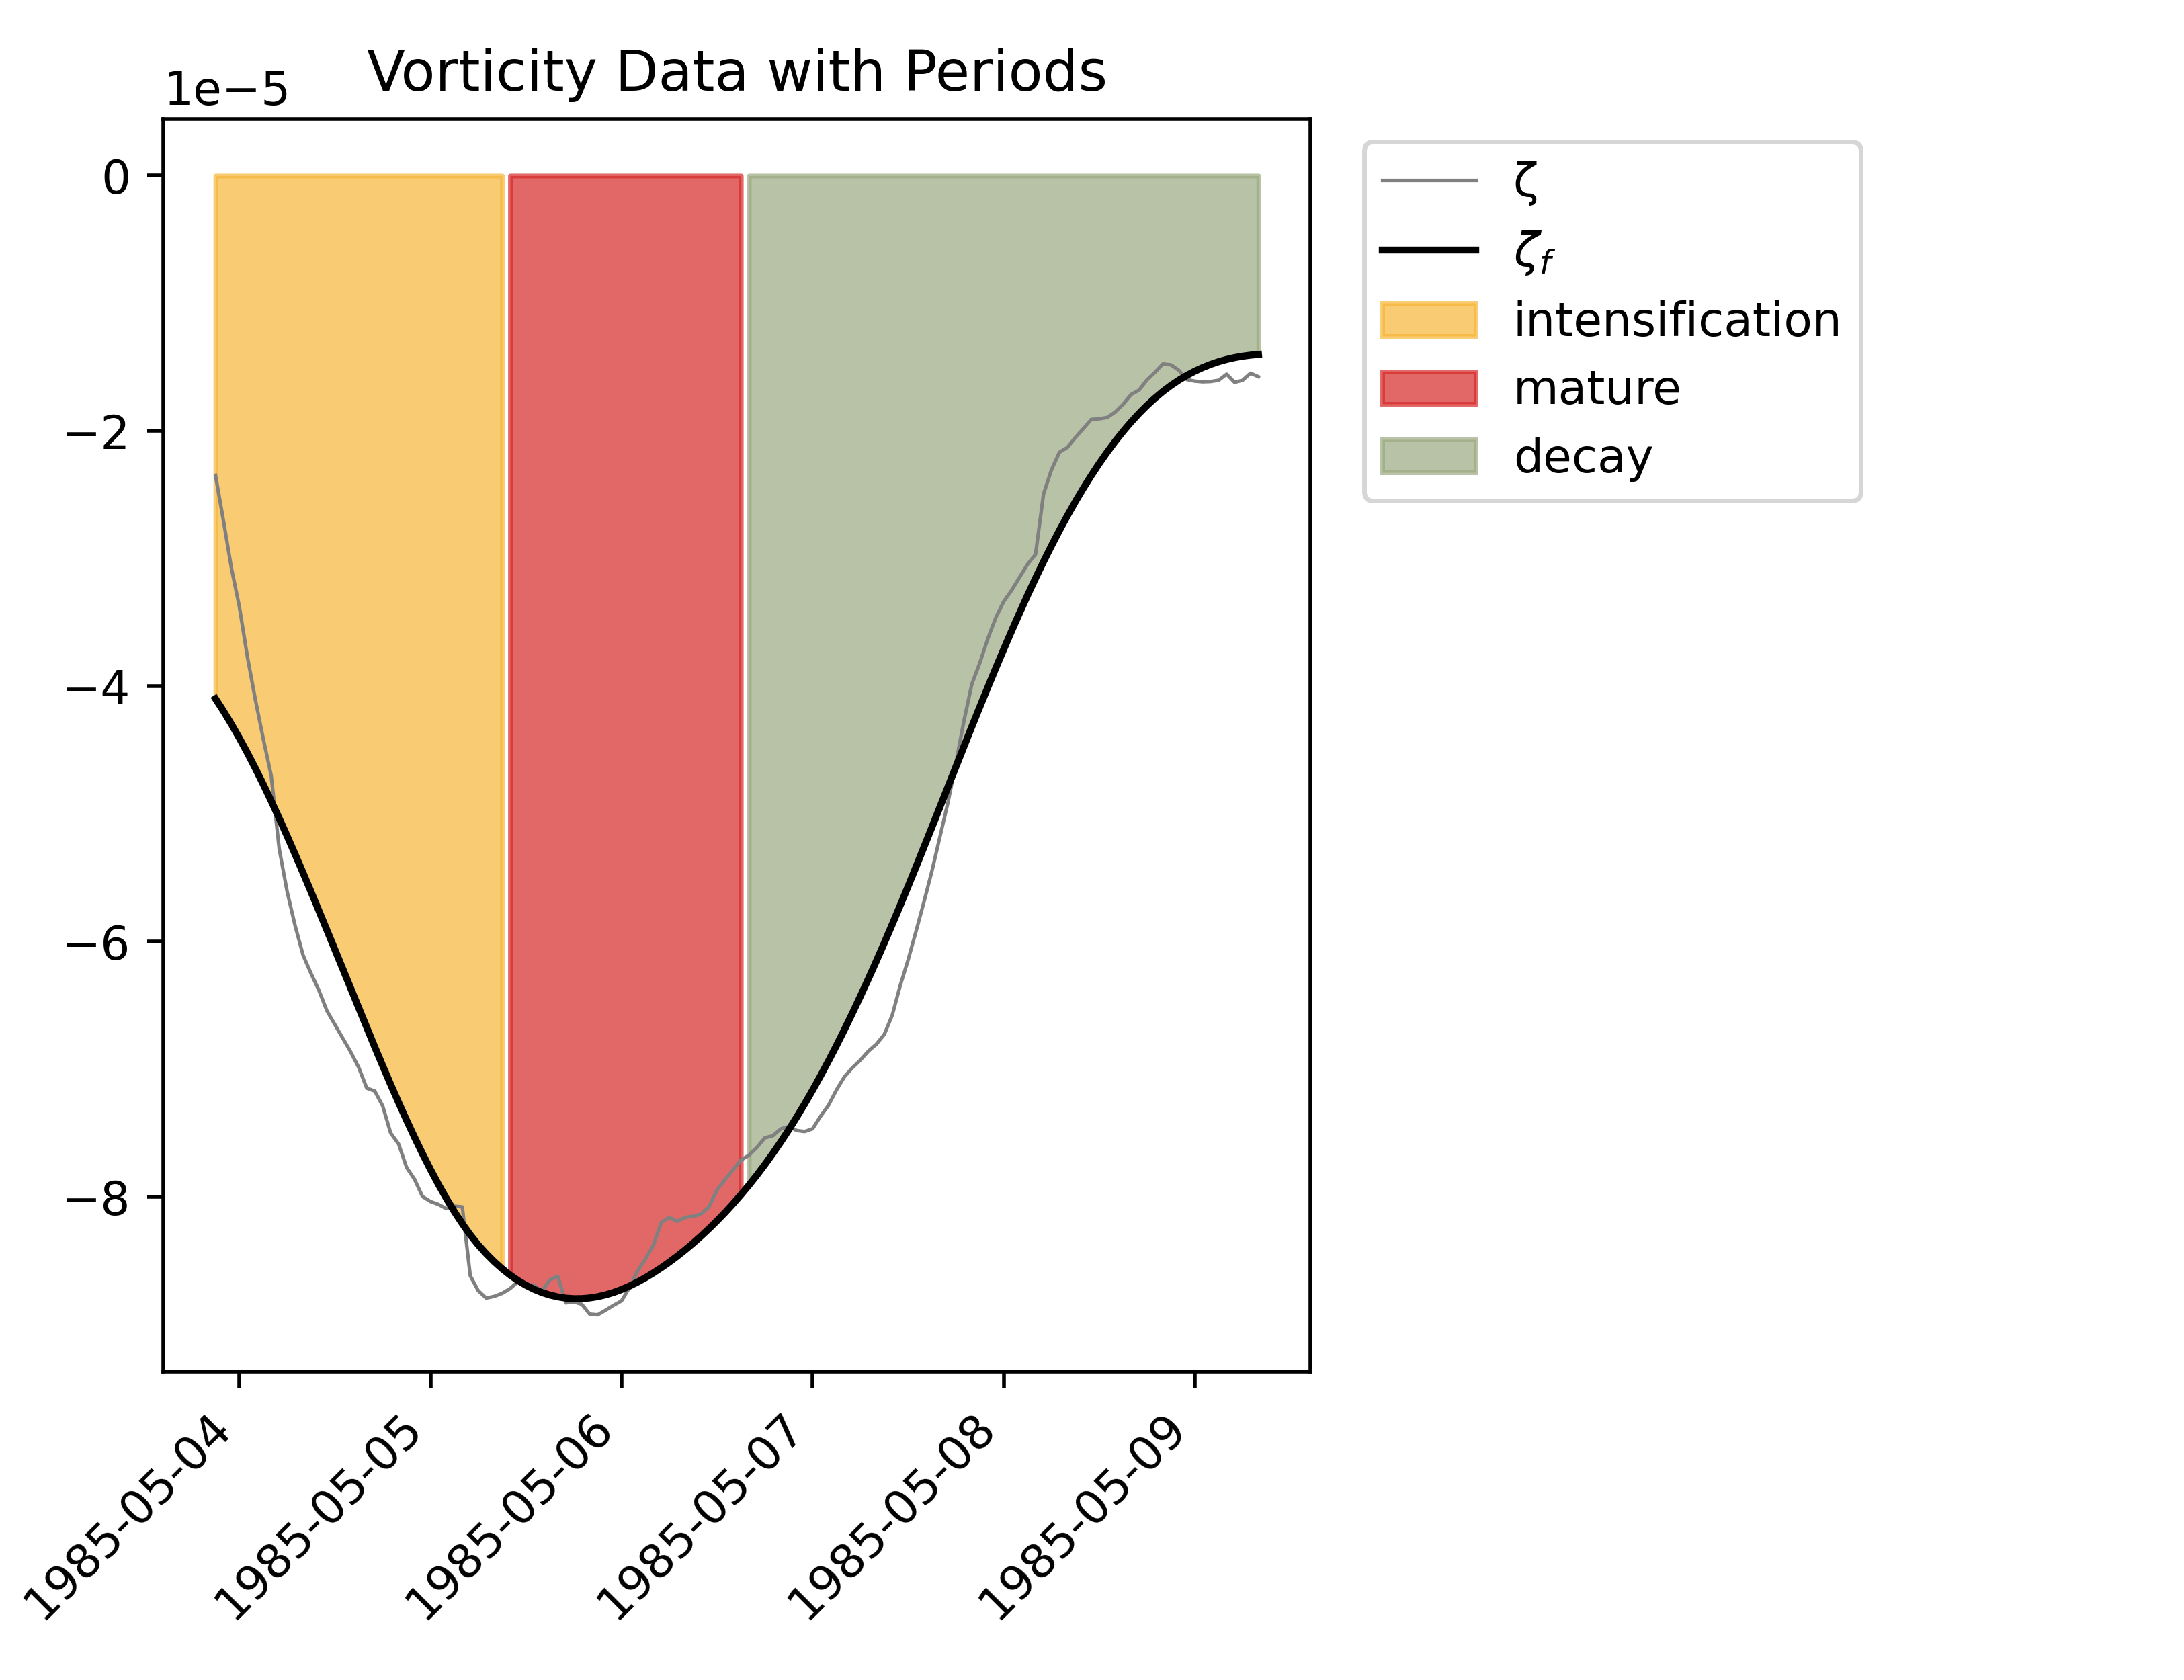 Vorticity Data with Periods
1e−5
0
−2
−4
−6
−8
1985-05-04
1985-05-05
1985-05-06
1985-05-07
1985-05-08
1985-05-09
ζ
ζf
intensification
mature
decay